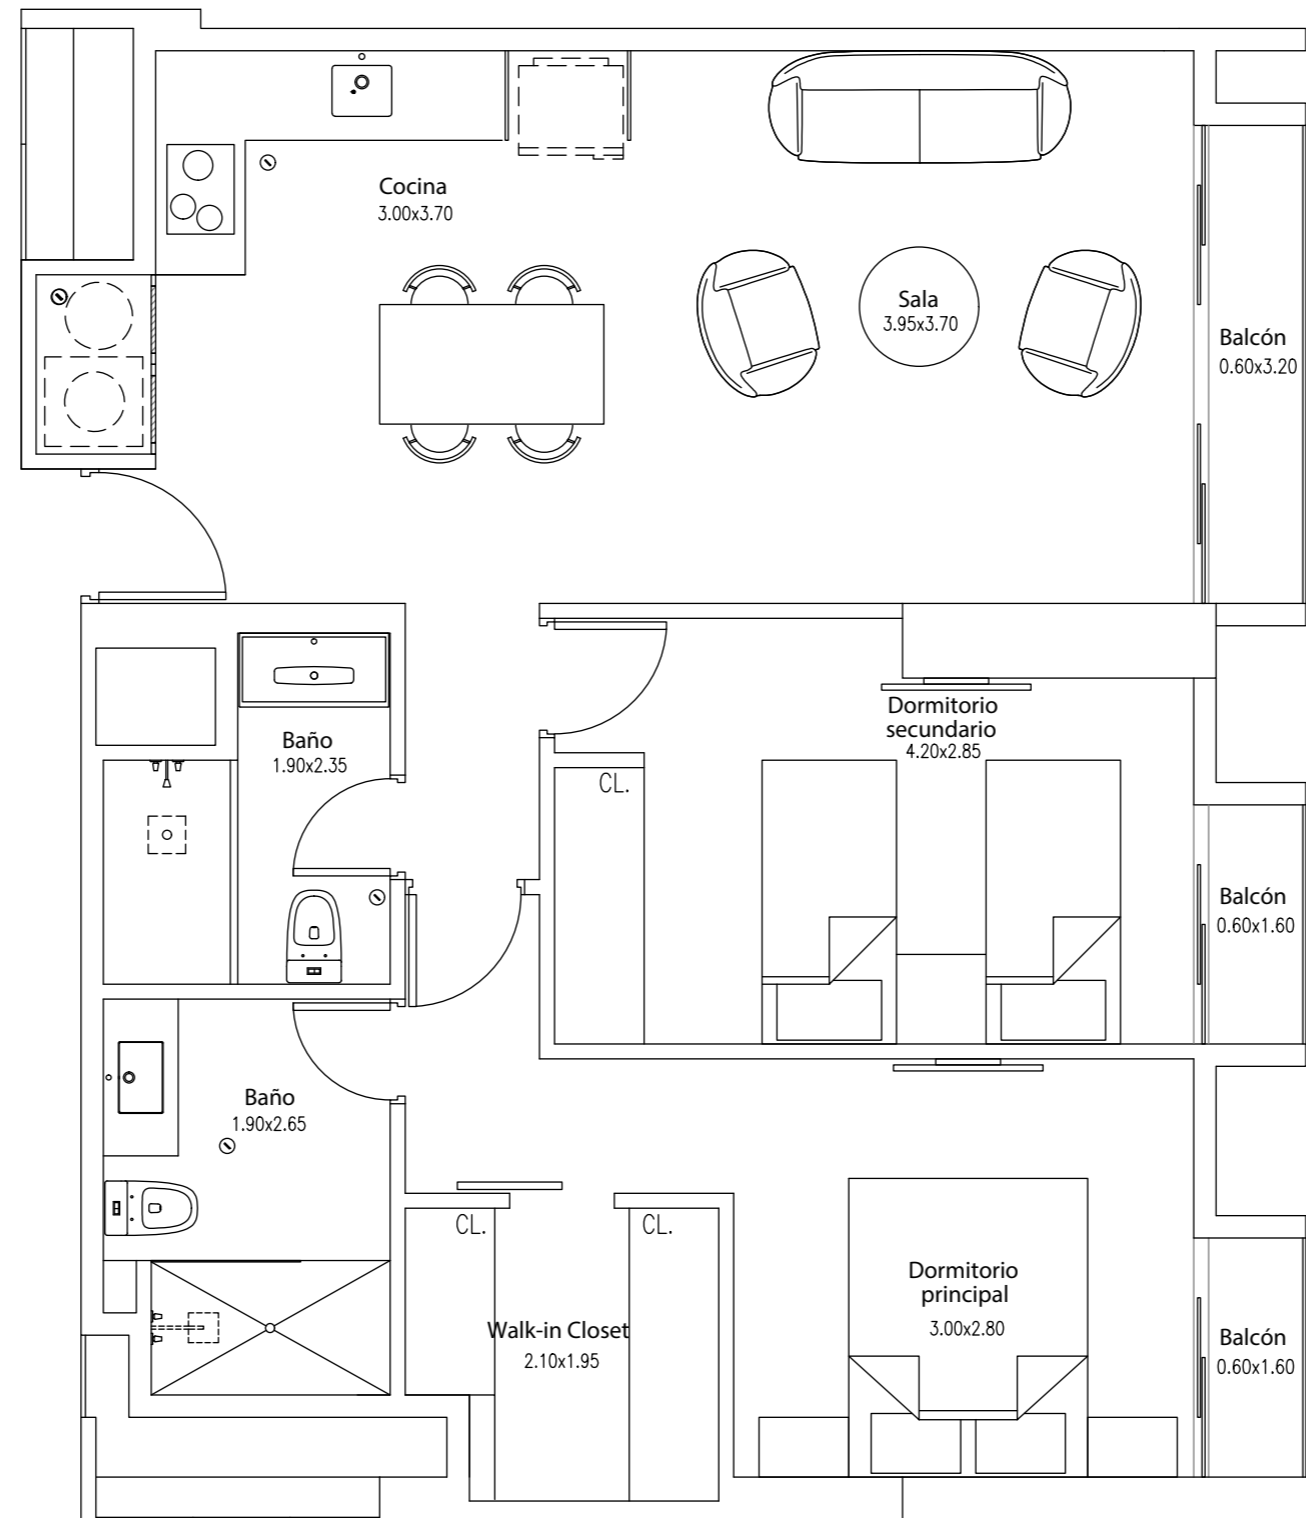 Cocina
3.00x3.70
Sala
3.95x3.70
Balcón
0.60x3.20
Dormitorio
secundario
4.20x2.85
Baño
1.90x2.35
CL.
Balcón
0.60x1.60
Baño
1.90x2.65
CL.
CL.
Dormitorio
principal
3.00x2.80
Walk-in Closet
2.10x1.95
Balcón
0.60x1.60